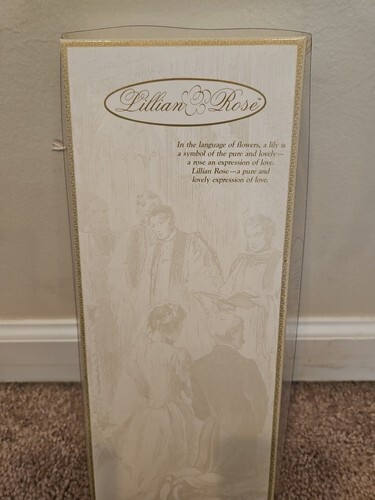 Lillian Rose™
In the language of flowers, a lily is
a symbol of the pure and lovely—
a rose an expression of love.
Lillian Rose—a pure and
lovely expression of love.